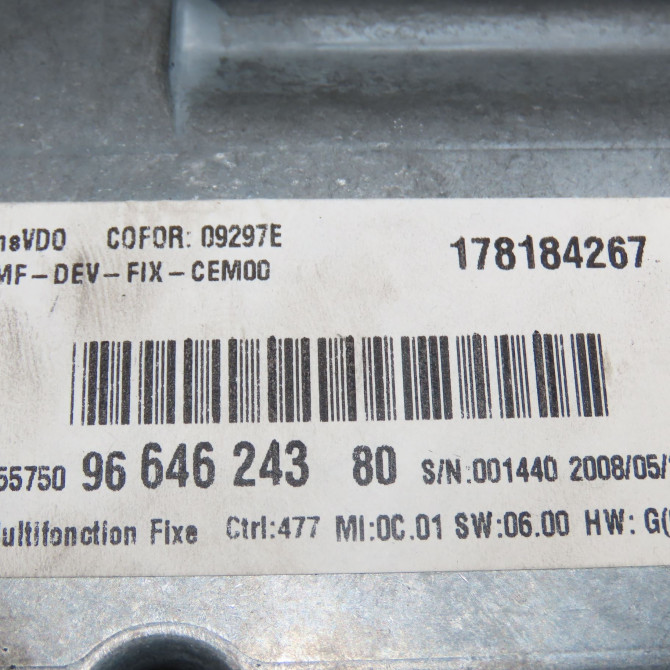 nsVDO COFOR: 09297E 178184267
MF-DEV-FIX-CEM00
55750 96 646 243 80 S/N:001440 2008/05/
ultifonction Fixe Ctrl:477 MI:0C.01 SW:06.00 HW: G(